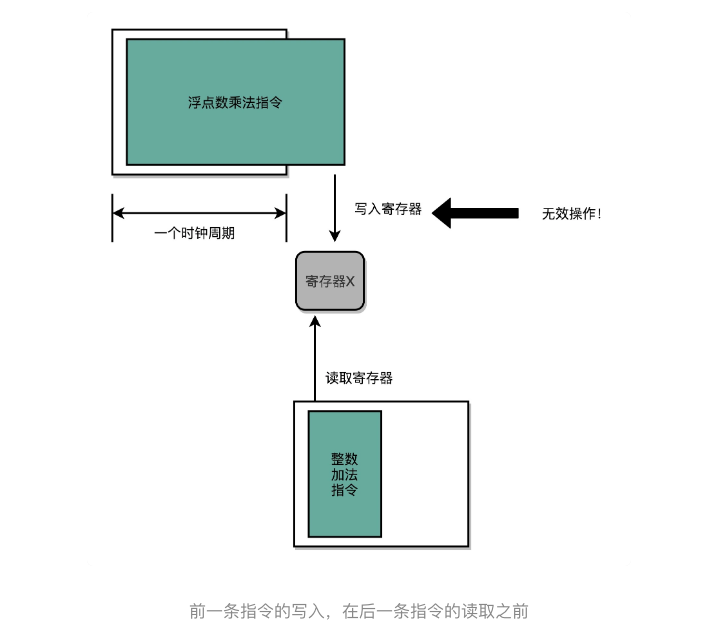 浮点数乘法指令
写入寄存器
无效操作！
一个时钟周期
寄存器X
读取寄存器
整数
加法
指令
前一条指令的写入，在后一条指令的读取之前